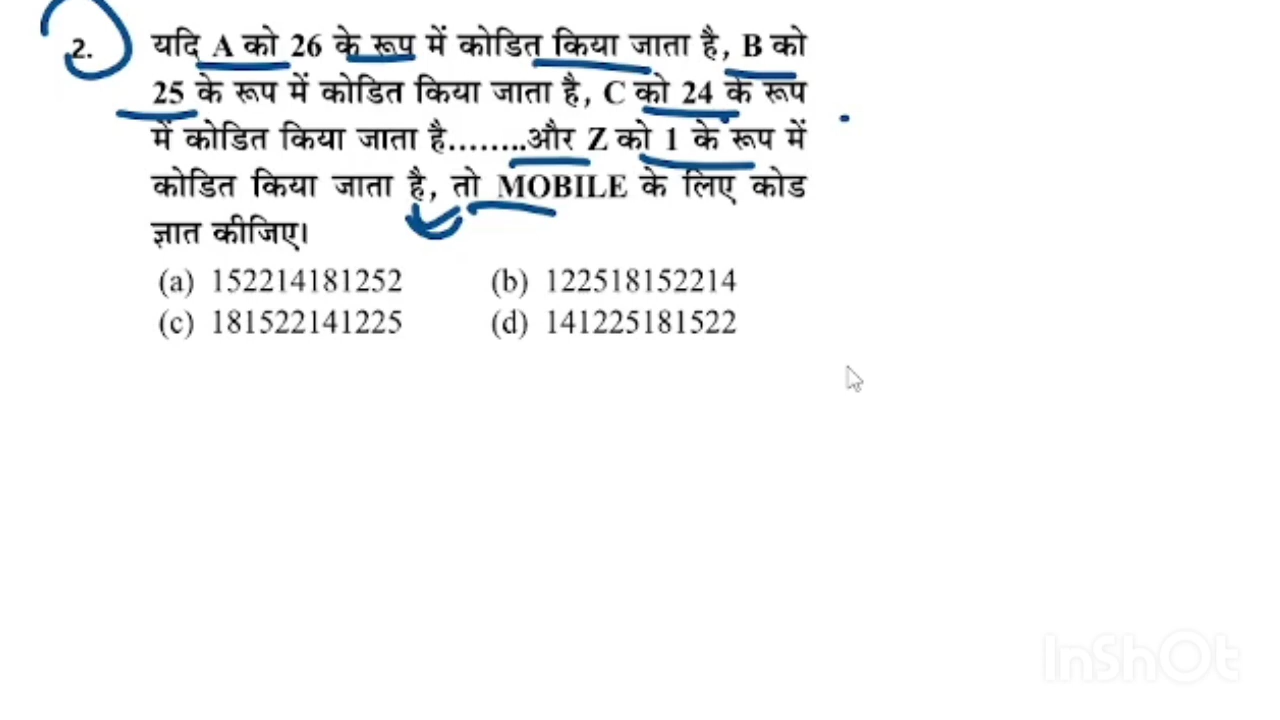 2. यदि A को 26 के रूप में कोडित किया जाता है, B को
25 के रूप में कोडित किया जाता है, C को 24 के रूप
में कोडित किया जाता है........और Z को 1 के रूप में
कोडित किया जाता है, तो MOBILE के लिए कोड
ज्ञात कीजिए।
(a) 152214181252 (b) 122518152214
(c) 181522141225 (d) 141225181522
InShOt